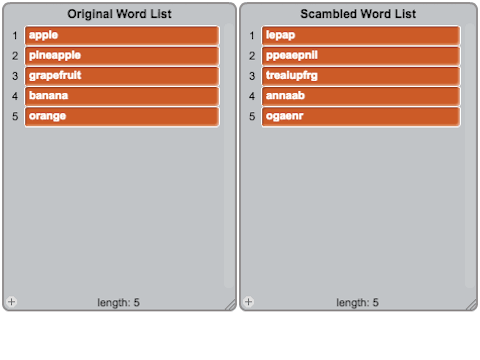 Original Word List
1 apple
2 pineapple
3 grapefruit
4 banana
5 orange
+ length: 5
Scambled Word List
1 lepap
2 ppeaepnil
3 treaiupfrg
4 annaab
5 ogaenr
+ length: 5